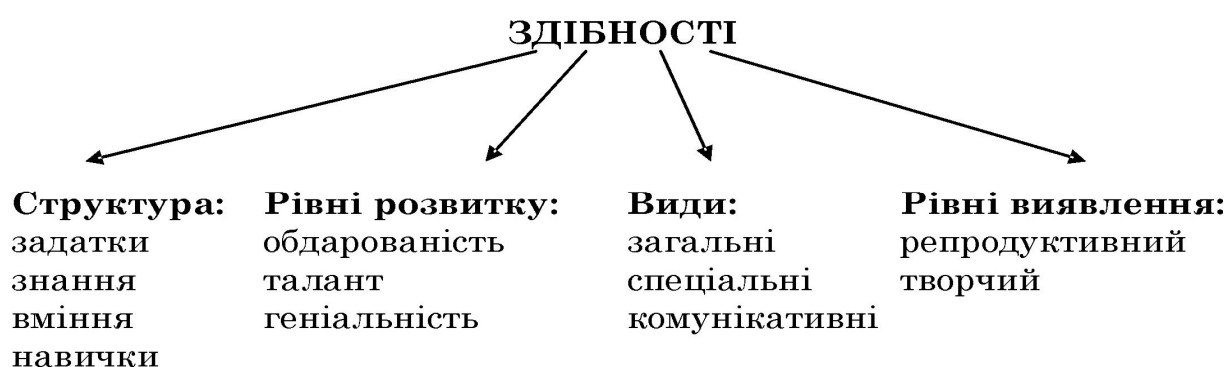 ЗДІБНОСТІ
Структура:
задатки
знання
вміння
навички
Рівні розвитку:
обдарованість
талант
геніальність
Види:
загальні
спеціальні
комунікативні
Рівні виявлення:
репродуктивний
творчий